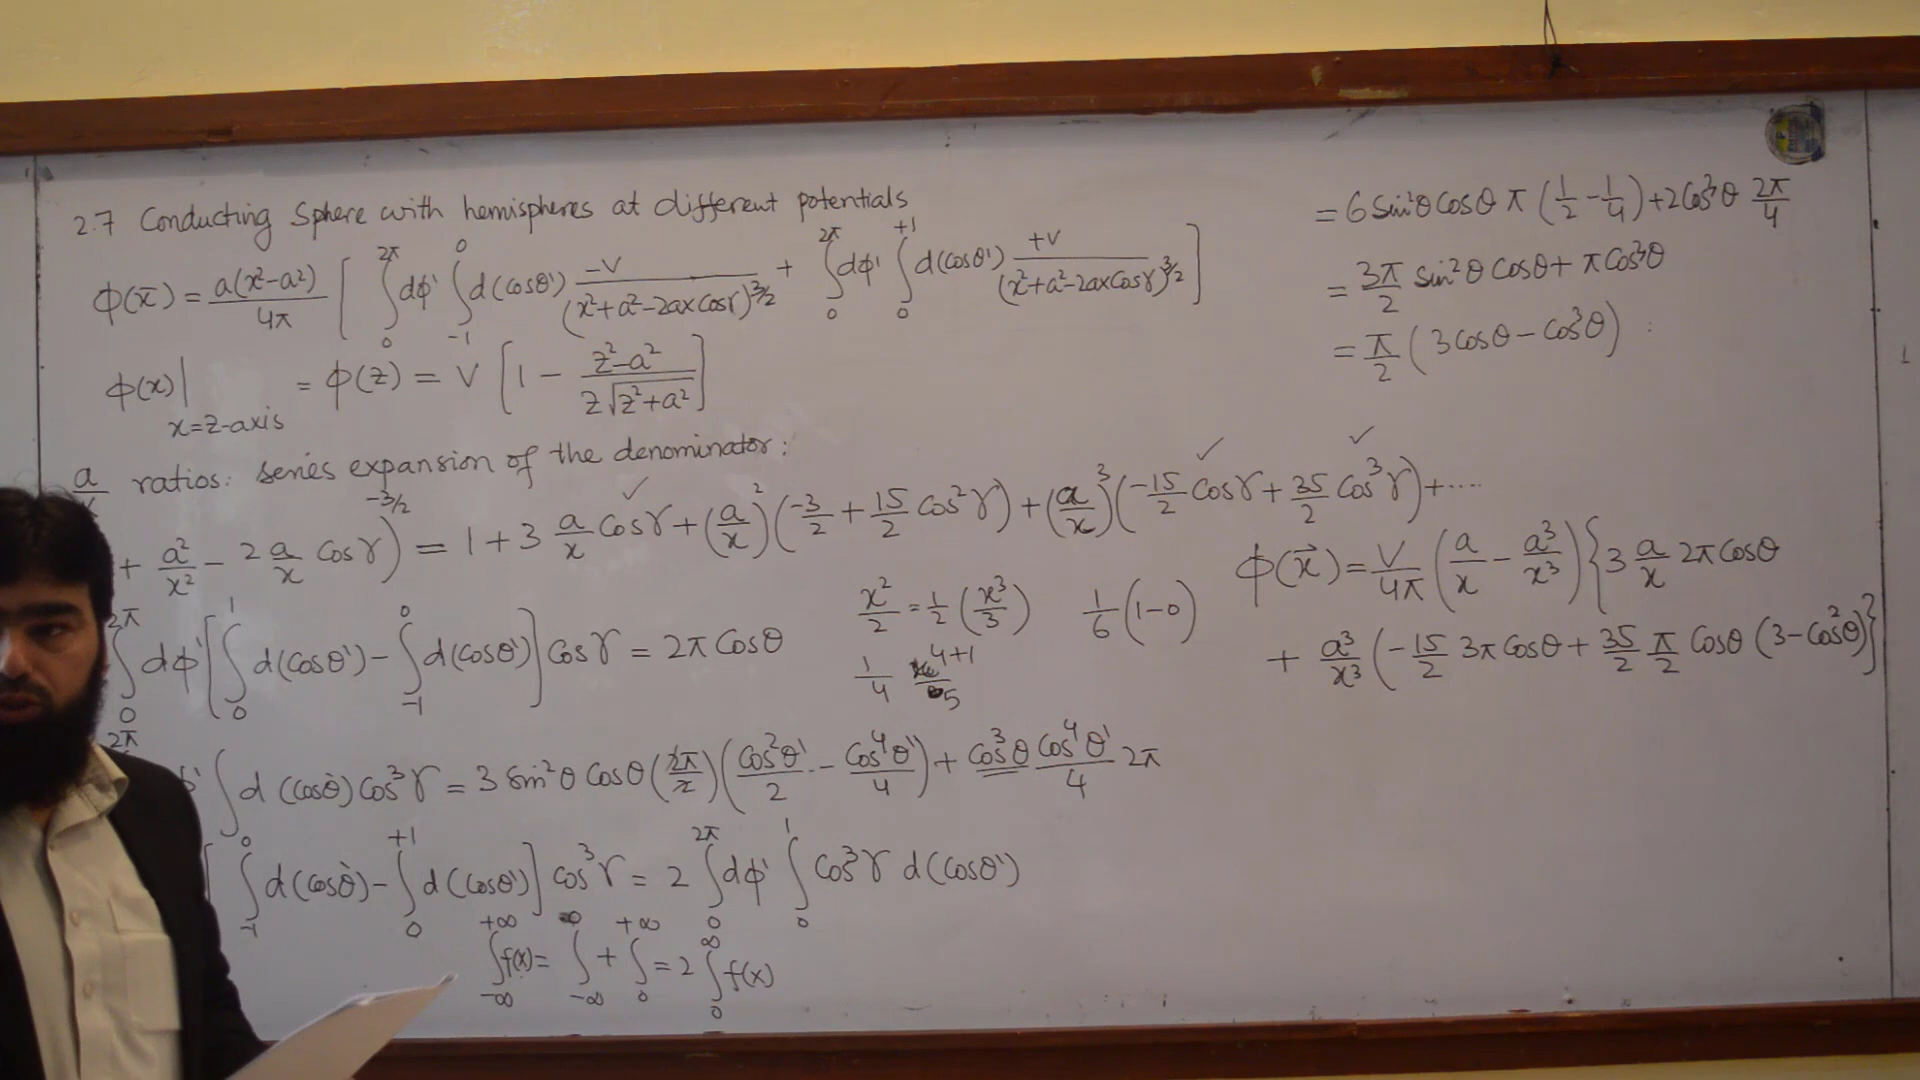 2.7 Conducting Sphere with hemispheres at different potentials
ϕ(x̄) = a(x²-a²)/4π [ ∫₀^2π dϕ' ∫₋₁^0 d(cosθ') -V/(x²+a²-2ax Cosγ)^3/2 + ∫₀^2π dϕ' ∫₀^+1 d(cosθ') +V/(x²+a²-2ax Cosγ)^3/2 ]
ϕ(x)| x=z-axis = ϕ(z) = V [ 1 - z²-a² / z√z²+a² ]
a/ ratios: series expansion of the denominator:
+ a²/x² - 2 a/x Cosγ)^-3/2 = 1 + 3 a/x Cosγ + (a/x)² (-3/2 + 15/2 Cos²γ) + (a/x)³ (-15/2 Cosγ + 35/2 Cos³γ) + ....
∫₀^2π dϕ' [ ∫₀^1 d(cosθ') - ∫₋₁^0 d(cosθ') ] Cosγ = 2π Cosθ
x²/2 = 1/2 (x³/3) 1/6 (1-0)
1/4 4+1 5
2π ϕ' ∫ d(cosθ') Cos³γ = 3 Sin²θ Cosθ (2π/2) (Cos²θ'/2 - Cos⁴θ'/4) + Cos³θ Cos⁴θ'/4 2π
[ ∫₋₁^0 d(cosθ') - ∫₀^+1 d(cosθ') ] cos³γ = 2 ∫₀^2π dϕ' ∫₀^1 Cos³γ d(cosθ')
∫₋∞^+∞ f(x) = ∫₋∞^0 + ∫₀^+∞ = 2 ∫₀^∞ f(x)
= 6 Sin²θ Cosθ π (1/2 - 1/4) + 2 Cos³θ 2π/4
= 3π/2 sin²θ Cosθ + π Cos³θ
= π/2 (3 cosθ - Cos³θ)
ϕ(x⃗) = V/4π (a/x - a³/x³) { 3 a/x 2π Cosθ
+ a³/x³ (-15/2 3π Cosθ + 35/2 π/2 Cosθ (3 - Cos²θ) }